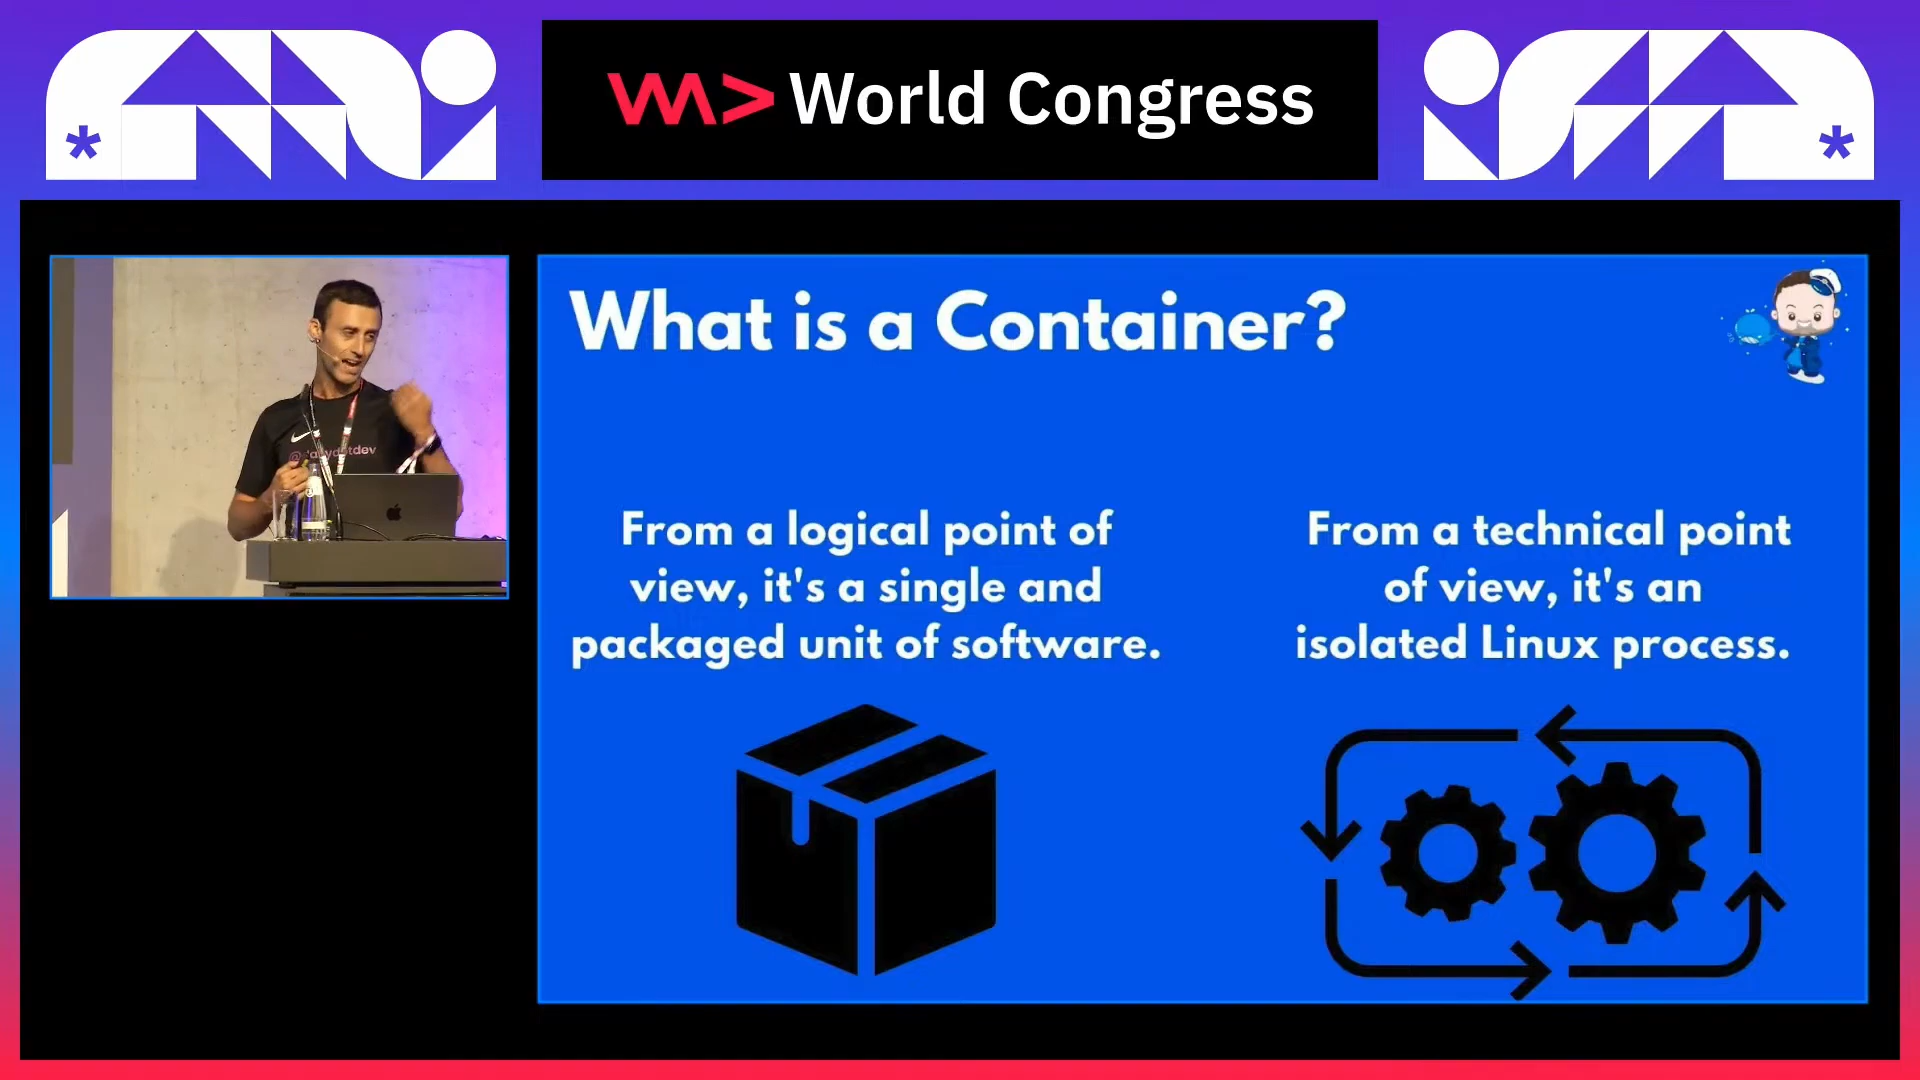 World Congress
What is a Container?
From a logical point of
view, it's a single and
packaged unit of software.
From a technical point
of view, it's an
isolated Linux process.